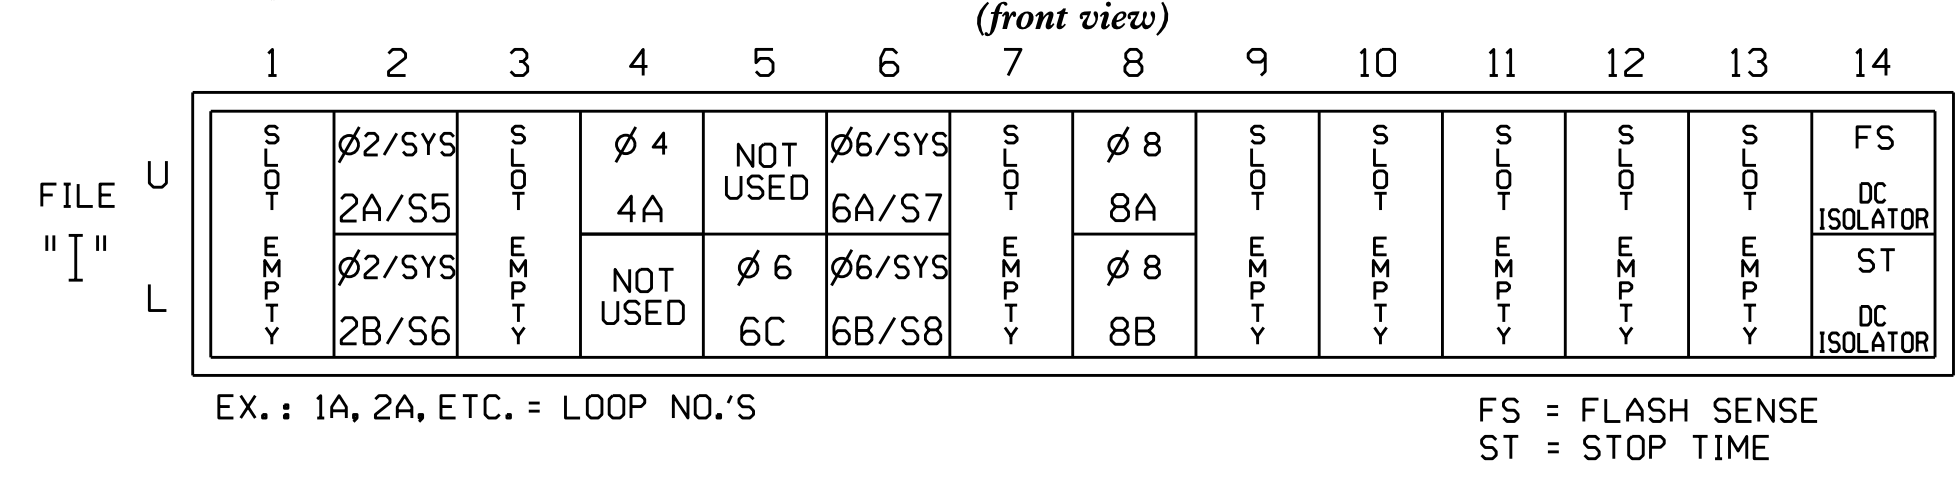 (front view)
1 2 3 4 5 6 7 8 9 10 11 12 13 14
FILE
"I"
U
L
SLOT EMPTY
Ø2/SYS
2A/S5
Ø2/SYS
2B/S6
SLOT EMPTY
Ø 4
4A
NOT
USED
NOT
USED
Ø 6
6C
Ø6/SYS
6A/S7
Ø6/SYS
6B/S8
SLOT EMPTY
Ø 8
8A
Ø 8
8B
SLOT EMPTY
SLOT EMPTY
SLOT EMPTY
SLOT EMPTY
SLOT EMPTY
FS
DC
ISOLATOR
ST
DC
ISOLATOR
EX.: 1A, 2A, ETC. = LOOP NO.'S
FS = FLASH SENSE
ST = STOP TIME